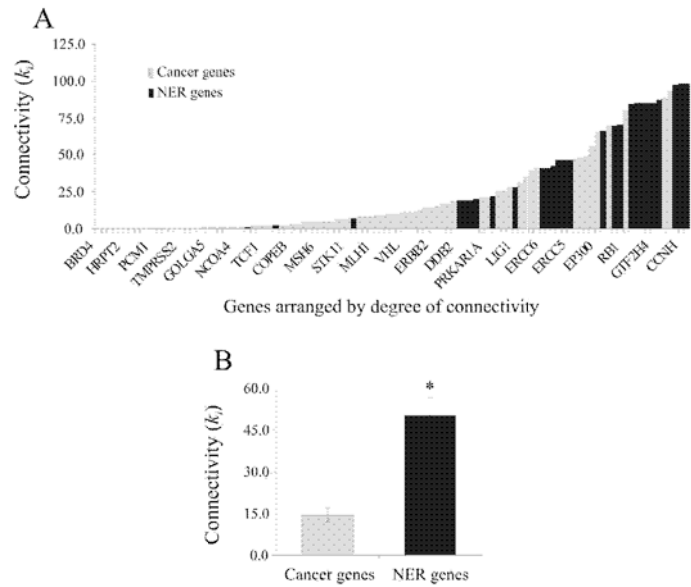 A
125.0
100.0
75.0
50.0
25.0
0.0
Connectivity (ki)
Cancer genes
NER genes
BRD4
HRPT2
PCM1
TMPRSS2
GOLGA5
NCOA4
TCF1
COPEB
MSH6
STK11
MLH1
VHL
ERBB2
DDB2
PRKAR1A
LIG1
ERCC6
ERCC5
EP300
RB1
GTF2H4
CCNH
Genes arranged by degree of connectivity
B
60.0
45.0
30.0
15.0
0.0
Connectivity (ki)
*
Cancer genes
NER genes